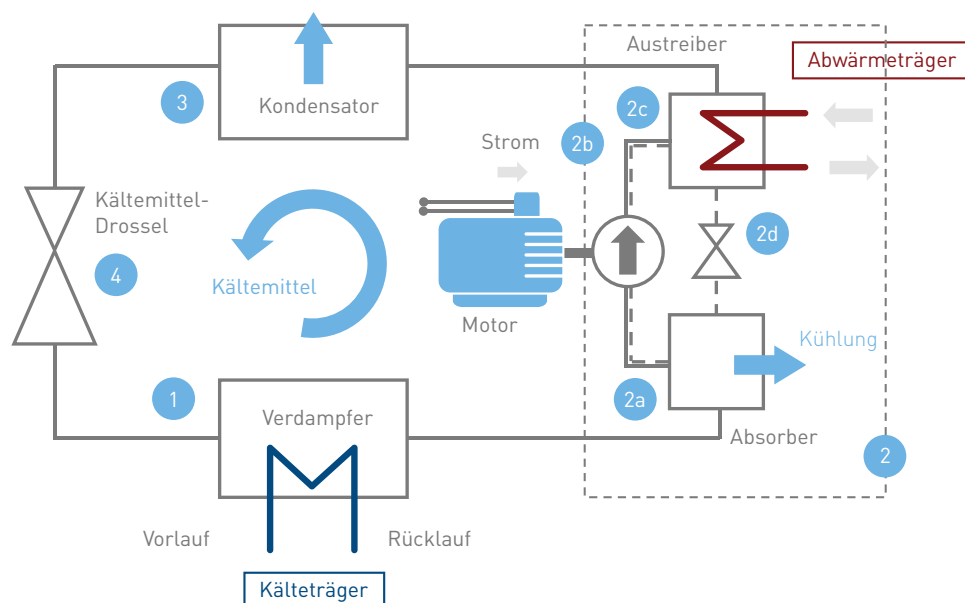 Austreiber
Abwärmeträger
3
Kondensator
2c
2b
Strom
Kältemittel-
Drossel
2d
4
Kältemittel
Motor
Kühlung
1
Verdampfer
2a
Absorber
2
Vorlauf
Rücklauf
Kälteträger